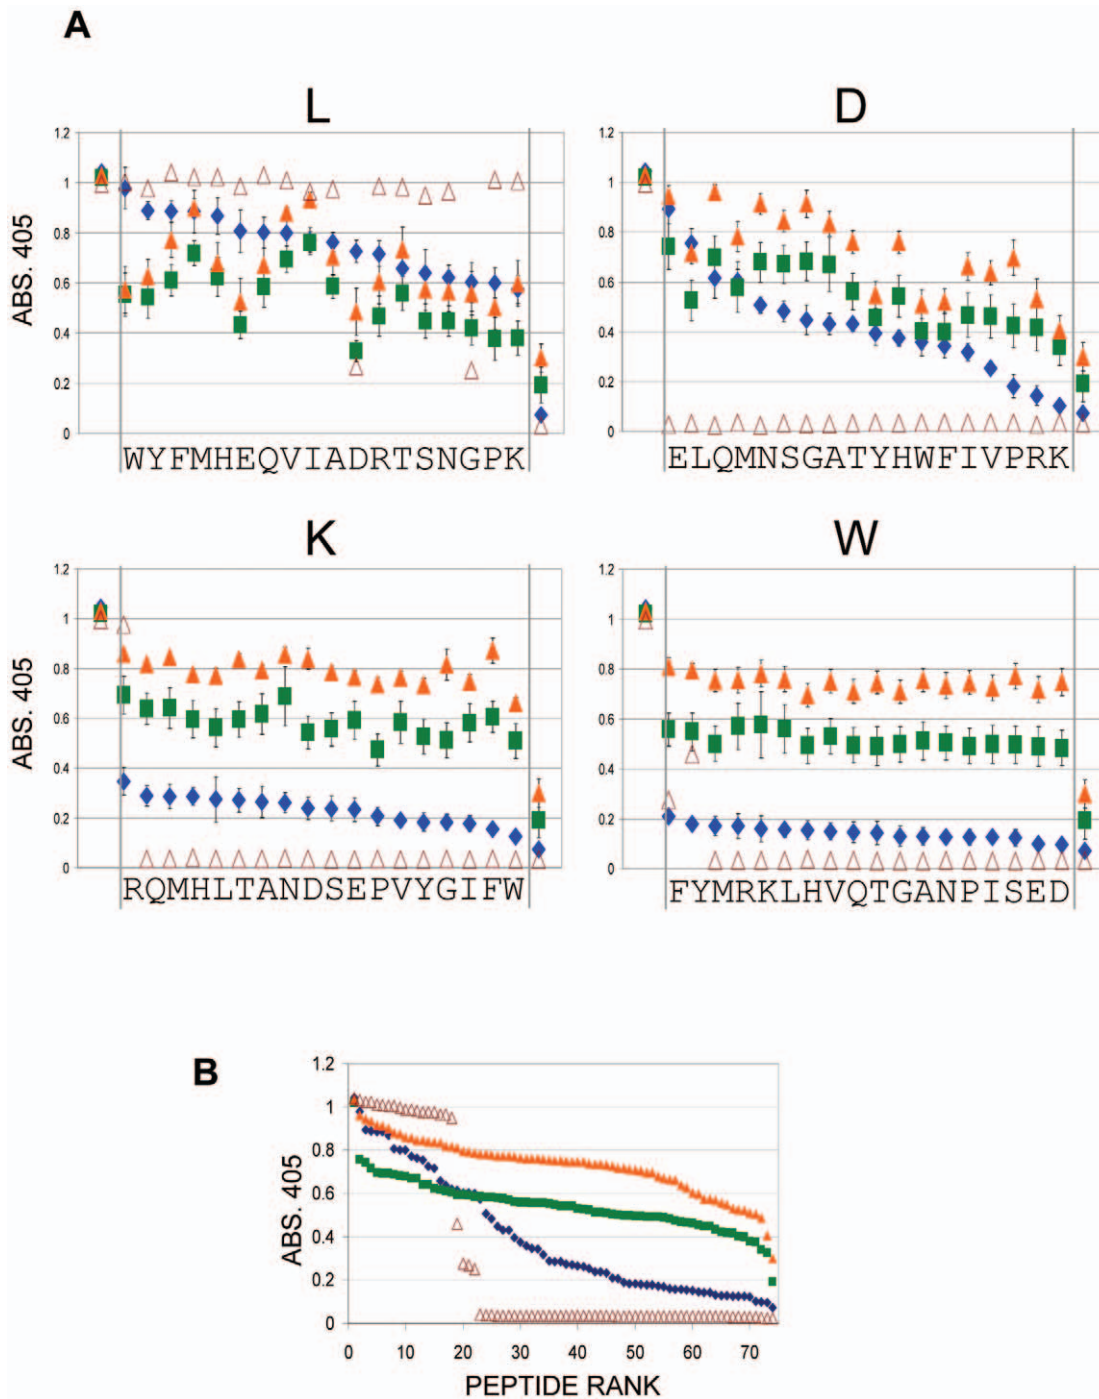 A
L
D
1.2
1
0.8
0.6
0.4
0.2
0
ABS. 405
WYFMHEQVIADRTSNGPK
1.2
1
0.8
0.6
0.4
0.2
0
ELQMNSGATYHWFIVPRK
K
W
1.2
1
0.8
0.6
0.4
0.2
0
ABS. 405
RQMHLTANDSEPVYGIFW
1.2
1
0.8
0.6
0.4
0.2
0
FYMRKLHVQTGANPISED
B
1.2
1
0.8
0.6
0.4
0.2
0
ABS. 405
0 10 20 30 40 50 60 70
PEPTIDE RANK